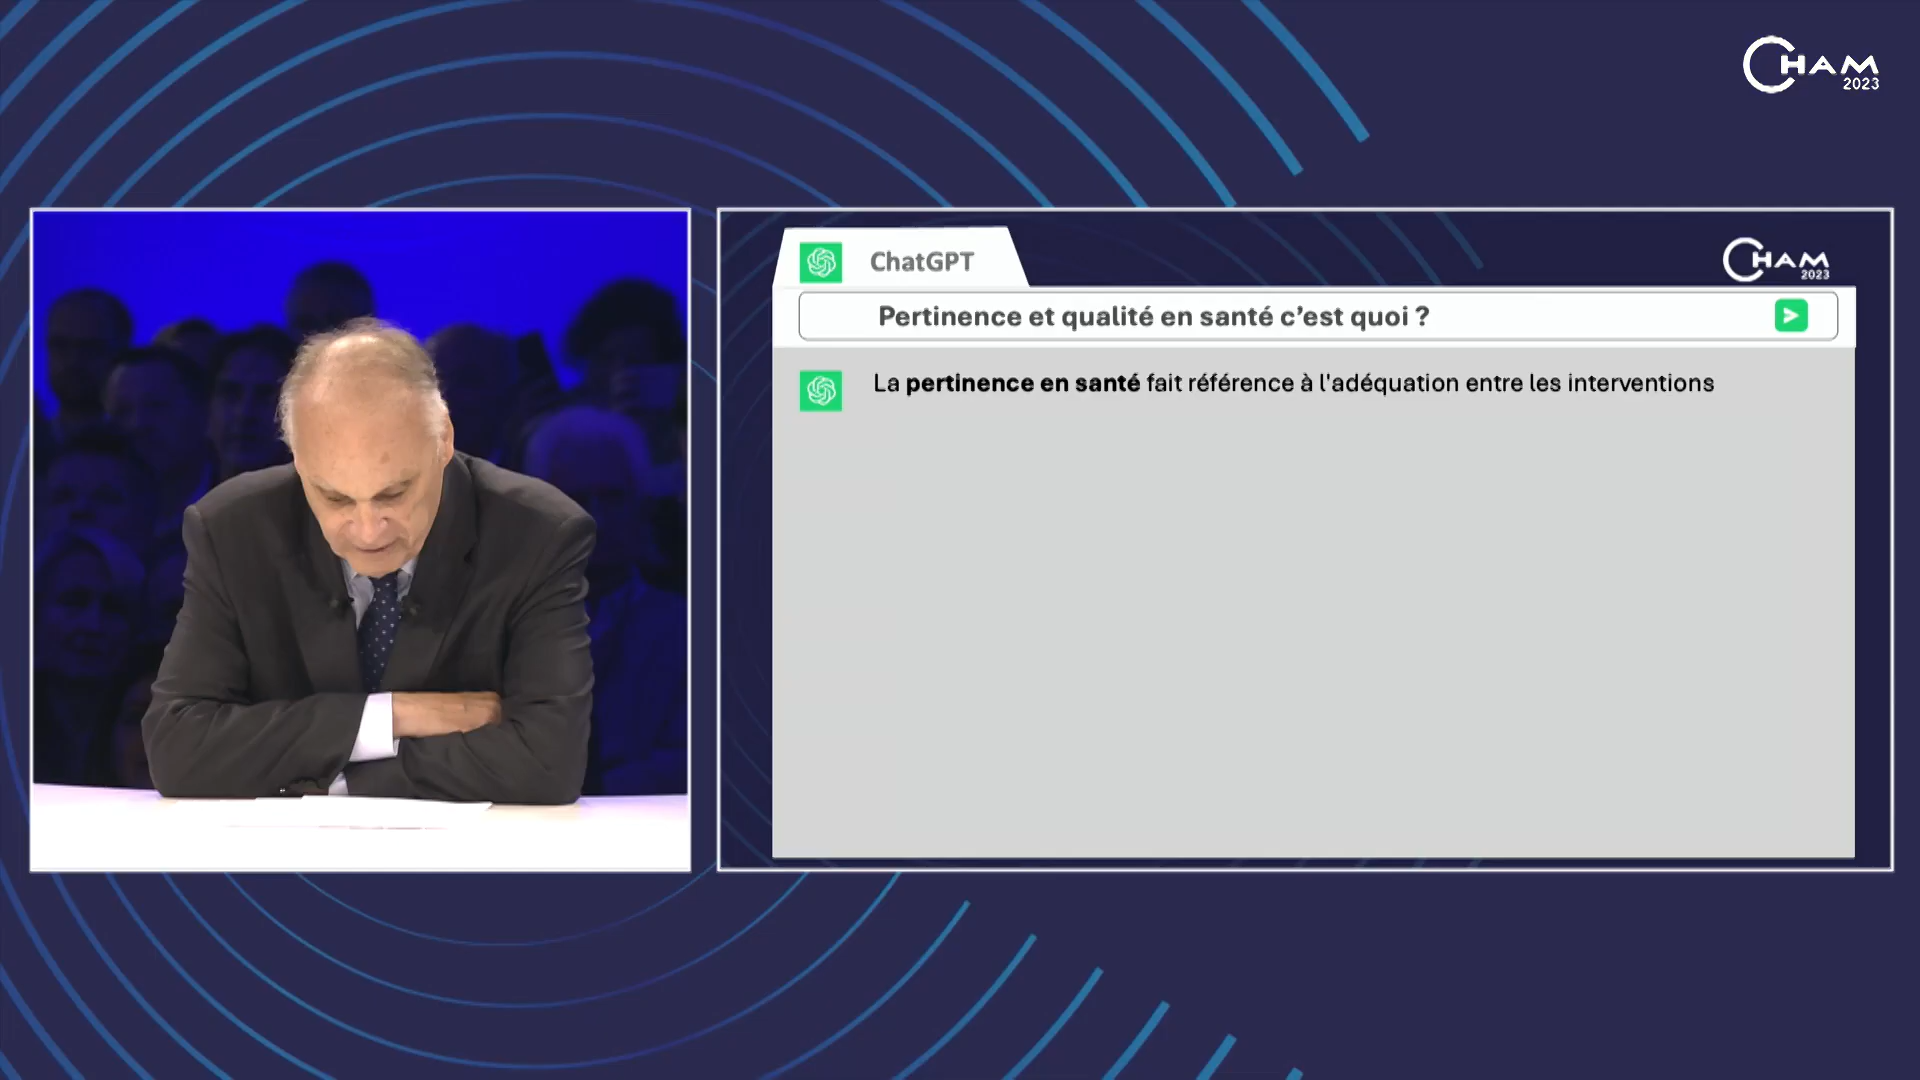 CHAM
2023
ChatGPT
CHAM
2023
Pertinence et qualité en santé c’est quoi ?
La pertinence en santé fait référence à l'adéquation entre les interventions